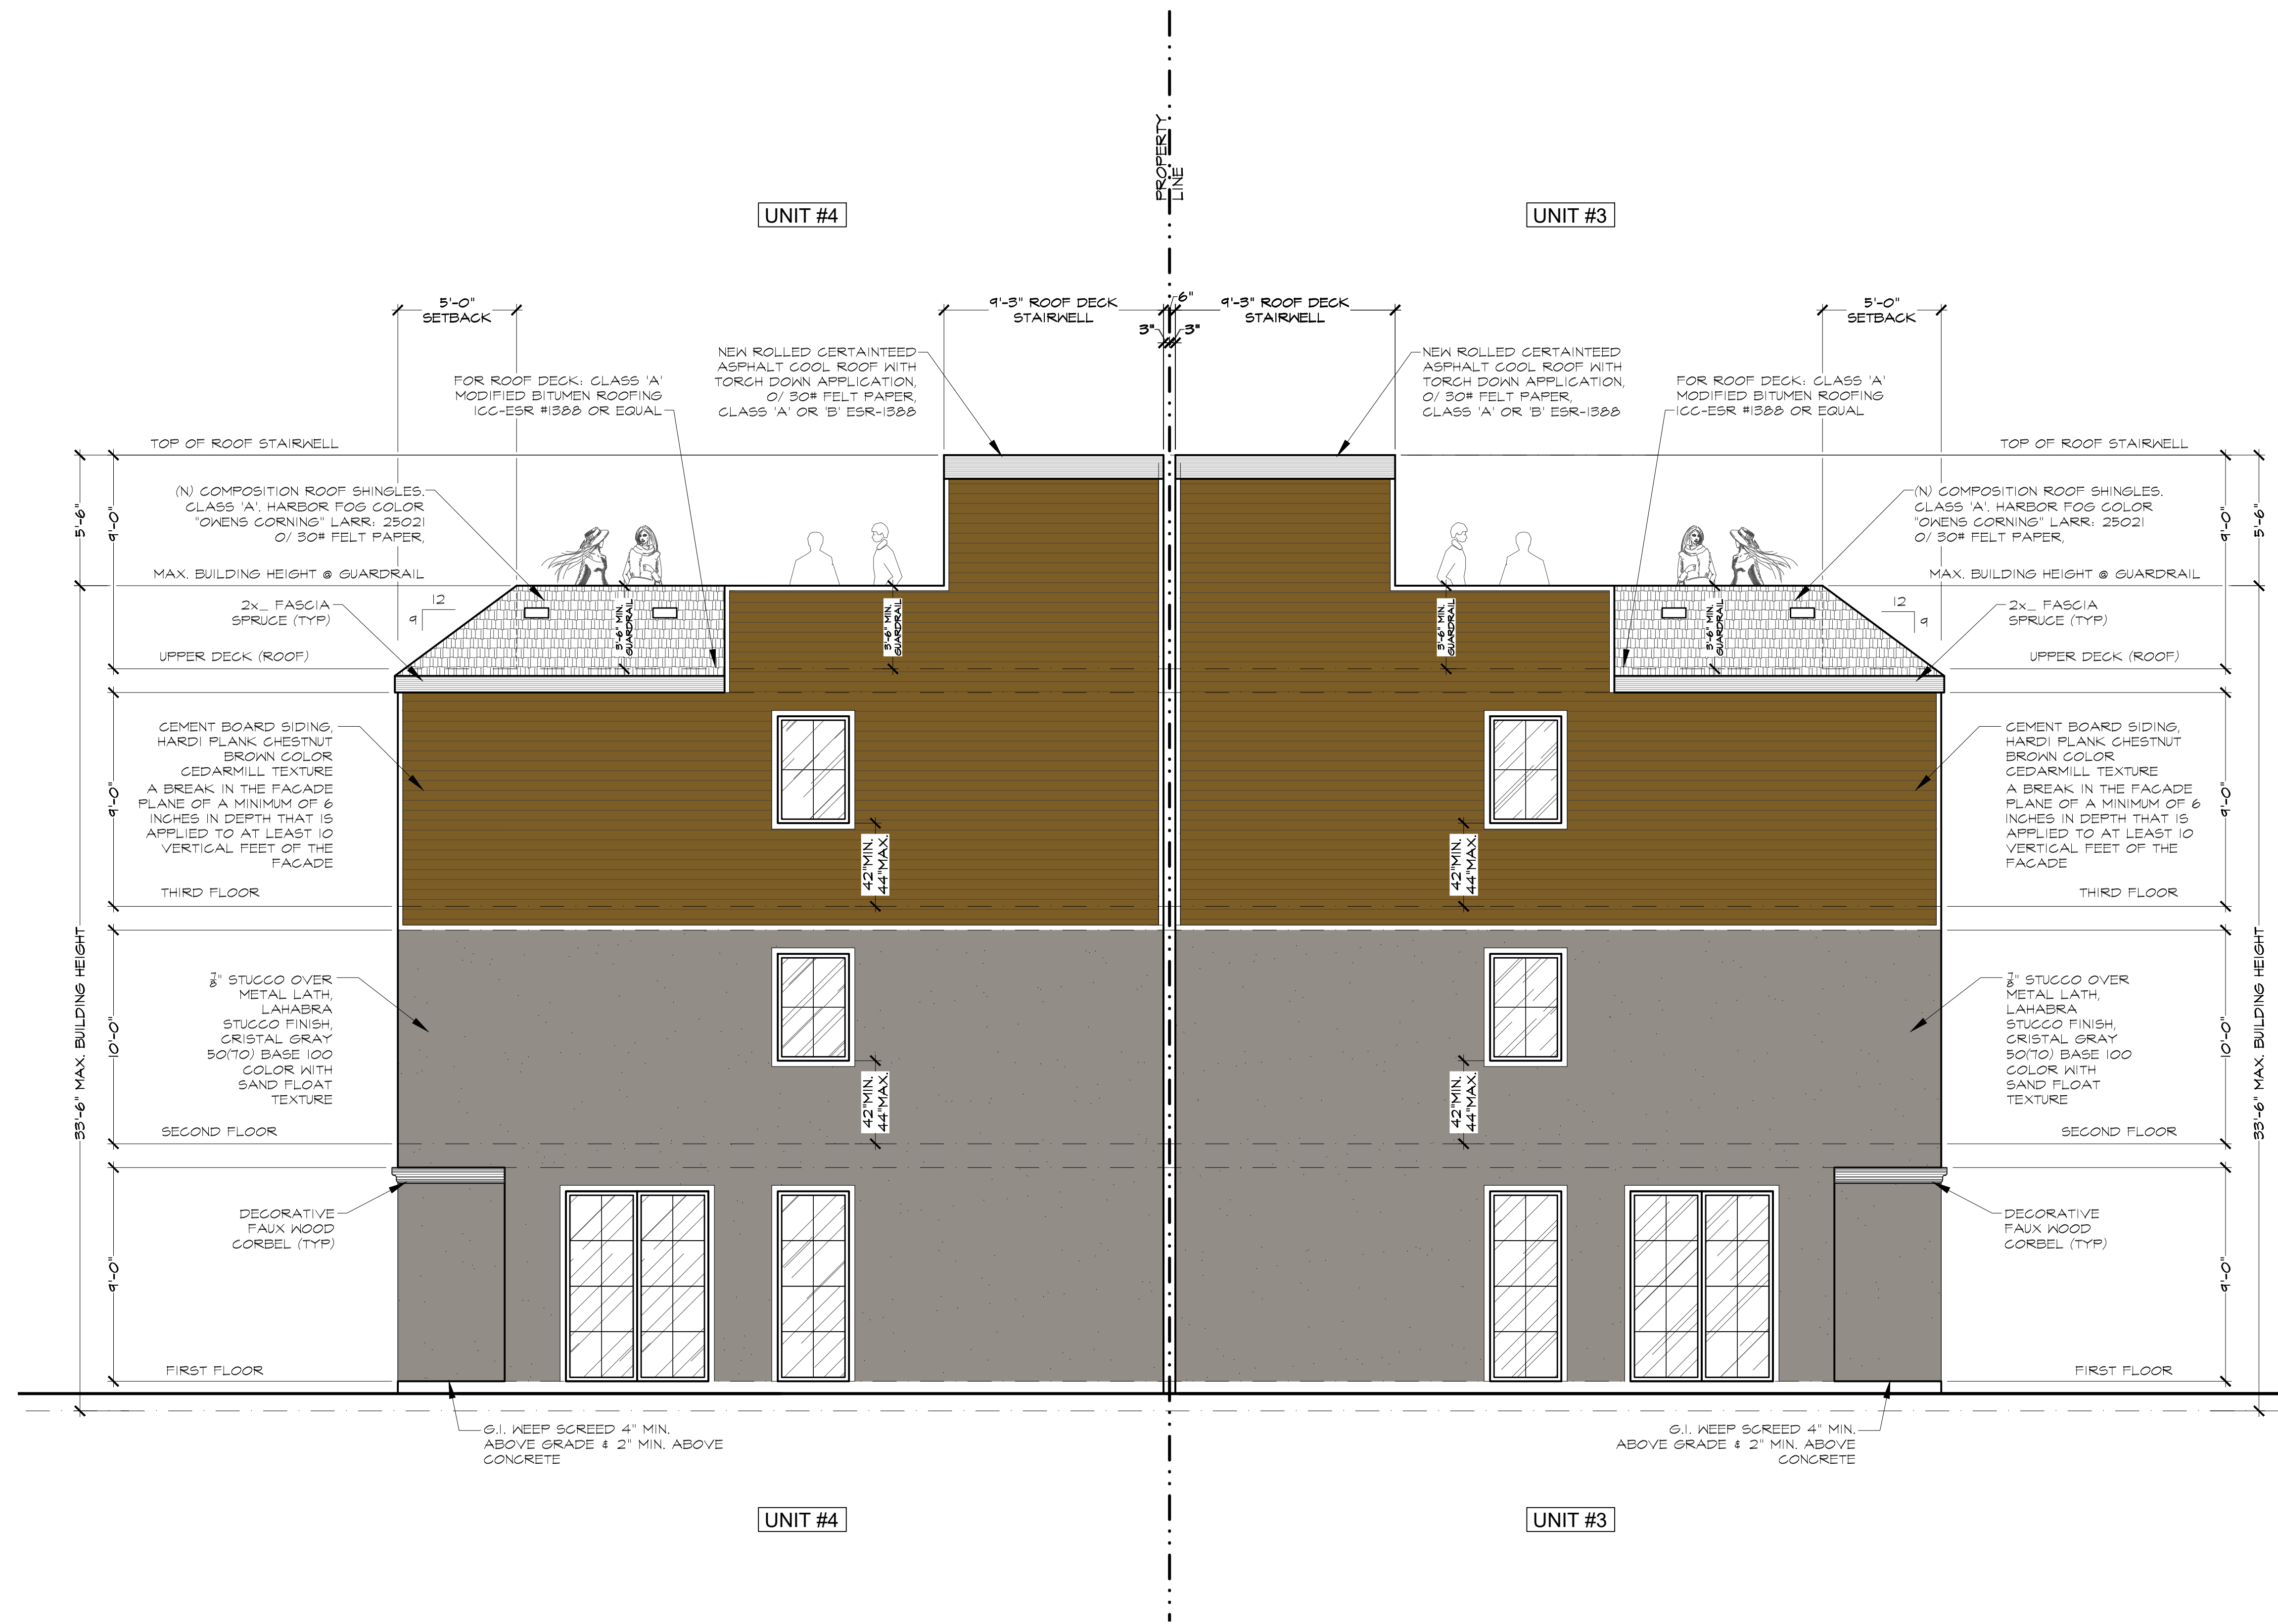 PROPERTY
LINE
UNIT #4
UNIT #3
5'-0"
SETBACK
9'-3" ROOF DECK
STAIRWELL
6"
3"
3"
9'-3" ROOF DECK
STAIRWELL
5'-0"
SETBACK
NEW ROLLED CERTAINTEED
ASPHALT COOL ROOF WITH
TORCH DOWN APPLICATION,
O/ 30# FELT PAPER,
CLASS 'A' OR 'B' ESR-1388
FOR ROOF DECK: CLASS 'A'
MODIFIED BITUMEN ROOFING
ICC-ESR #1388 OR EQUAL
NEW ROLLED CERTAINTEED
ASPHALT COOL ROOF WITH
TORCH DOWN APPLICATION,
O/ 30# FELT PAPER,
CLASS 'A' OR 'B' ESR-1388
FOR ROOF DECK: CLASS 'A'
MODIFIED BITUMEN ROOFING
ICC-ESR #1388 OR EQUAL
TOP OF ROOF STAIRWELL
(N) COMPOSITION ROOF SHINGLES.
CLASS 'A'. HARBOR FOG COLOR
"OWENS CORNING" LARR: 25021
O/ 30# FELT PAPER,
5'-6"
9'-0"
MAX. BUILDING HEIGHT @ GUARDRAIL
2x_ FASCIA
SPRUCE (TYP)
12
9
UPPER DECK (ROOF)
3'-6" MIN.
GUARDRAIL
3'-6" MIN.
GUARDRAIL
CEMENT BOARD SIDING,
HARDI PLANK CHESTNUT
BROWN COLOR
CEDARMILL TEXTURE
A BREAK IN THE FACADE
PLANE OF A MINIMUM OF 6
INCHES IN DEPTH THAT IS
APPLIED TO AT LEAST 10
VERTICAL FEET OF THE
FACADE
9'-0"
42"MIN.
44"MAX.
THIRD FLOOR
33'-6" MAX. BUILDING HEIGHT
7/8" STUCCO OVER
METAL LATH,
LAHABRA
STUCCO FINISH,
CRISTAL GRAY
50(70) BASE 100
COLOR WITH
SAND FLOAT
TEXTURE
10'-0"
42"MIN.
44"MAX.
SECOND FLOOR
DECORATIVE
FAUX WOOD
CORBEL (TYP)
9'-0"
FIRST FLOOR
G.I. WEEP SCREED 4" MIN.
ABOVE GRADE & 2" MIN. ABOVE
CONCRETE
TOP OF ROOF STAIRWELL
(N) COMPOSITION ROOF SHINGLES.
CLASS 'A'. HARBOR FOG COLOR
"OWENS CORNING" LARR: 25021
O/ 30# FELT PAPER,
9'-0"
5'-6"
MAX. BUILDING HEIGHT @ GUARDRAIL
3'-6" MIN.
GUARDRAIL
3'-6" MIN.
GUARDRAIL
12
9
2x_ FASCIA
SPRUCE (TYP)
UPPER DECK (ROOF)
CEMENT BOARD SIDING,
HARDI PLANK CHESTNUT
BROWN COLOR
CEDARMILL TEXTURE
A BREAK IN THE FACADE
PLANE OF A MINIMUM OF 6
INCHES IN DEPTH THAT IS
APPLIED TO AT LEAST 10
VERTICAL FEET OF THE
FACADE
9'-0"
42"MIN.
44"MAX.
THIRD FLOOR
33'-6" MAX. BUILDING HEIGHT
7/8" STUCCO OVER
METAL LATH,
LAHABRA
STUCCO FINISH,
CRISTAL GRAY
50(70) BASE 100
COLOR WITH
SAND FLOAT
TEXTURE
10'-0"
42"MIN.
44"MAX.
SECOND FLOOR
DECORATIVE
FAUX WOOD
CORBEL (TYP)
9'-0"
FIRST FLOOR
G.I. WEEP SCREED 4" MIN.
ABOVE GRADE & 2" MIN. ABOVE
CONCRETE
UNIT #4
UNIT #3